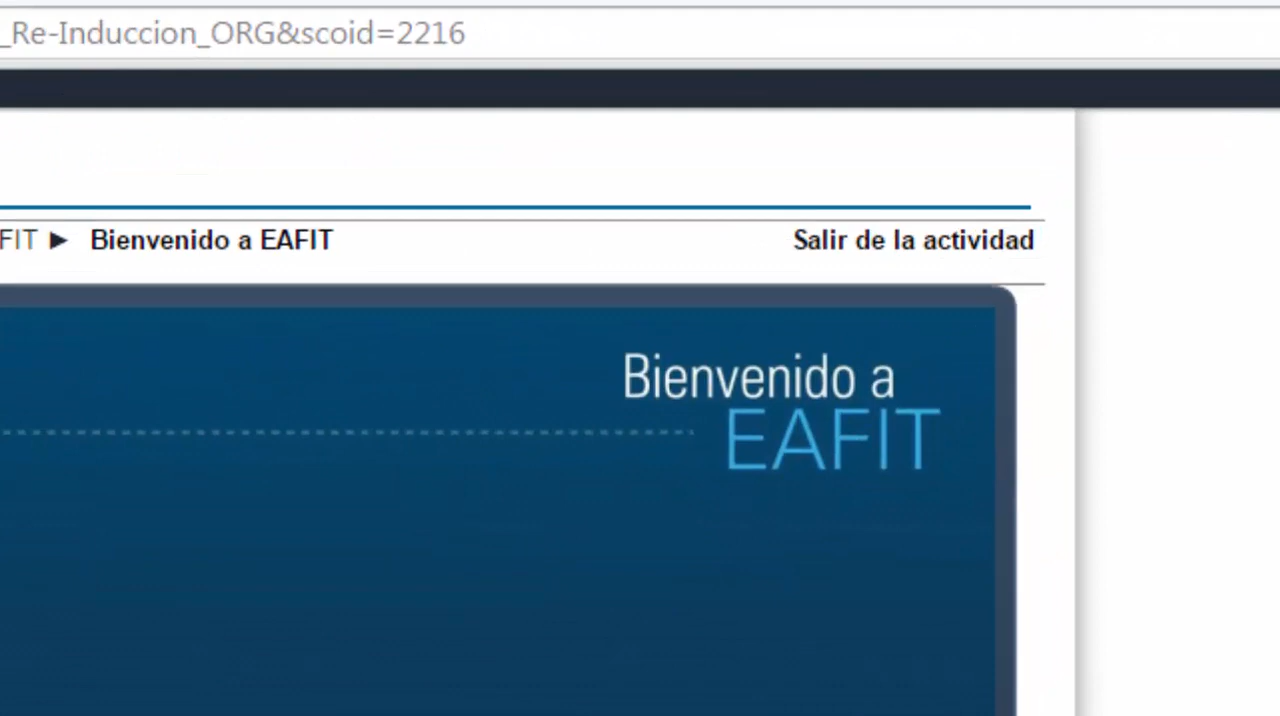 _Re-Induccion_ORG&scoid=2216
FIT ► Bienvenido a EAFIT
Salir de la actividad
Bienvenido a
EAFIT